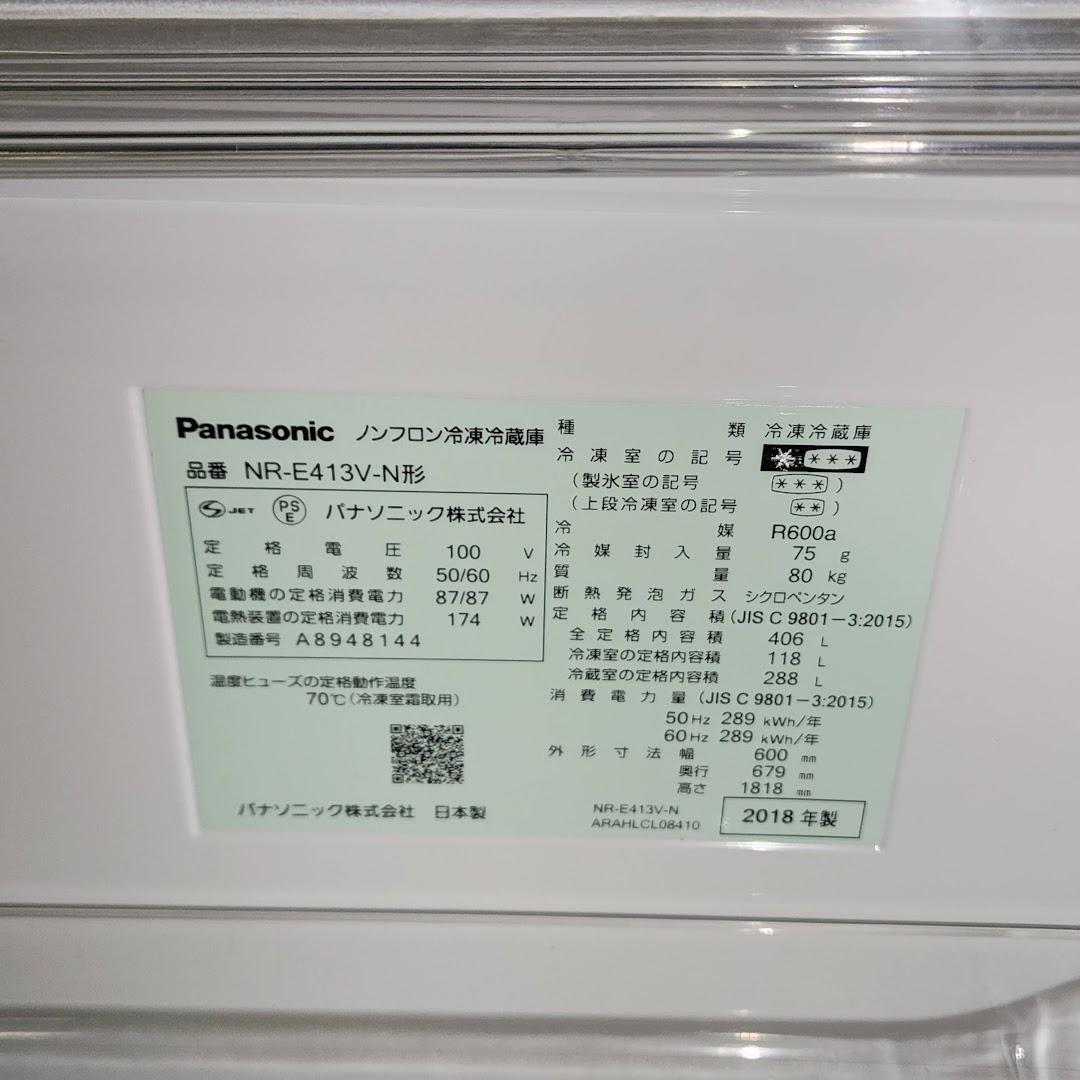 Panasonic ノンフロン冷凍冷蔵庫
品番 NR-E413V-N形
JET PSE パナソニック株式会社
定格電圧 100 V
定格周波数 50/60 Hz
電動機の定格消費電力 87/87 W
電熱装置の定格消費電力 174 W
製造番号 A8948144
温度ヒューズの定格動作温度
70℃(冷凍室霜取用)
パナソニック株式会社 日本製
種類 冷凍冷蔵庫
冷凍室の記号 ****
(製氷室の記号 ***)
(上段冷凍室の記号 **)
冷媒 R600a
冷媒封入量 75 g
質量 80 kg
断熱発泡ガス シクロペンタン
定格内容積(JIS C 9801-3:2015)
全定格内容積 406 L
冷凍室の定格内容積 118 L
冷蔵室の定格内容積 288 L
消費電力量(JIS C 9801-3:2015)
50Hz 289 kWh/年
60Hz 289 kWh/年
外形寸法 幅 600 mm
奥行 679 mm
高さ 1818 mm
NR-E413V-N
ARAHLCL08410
2018年製